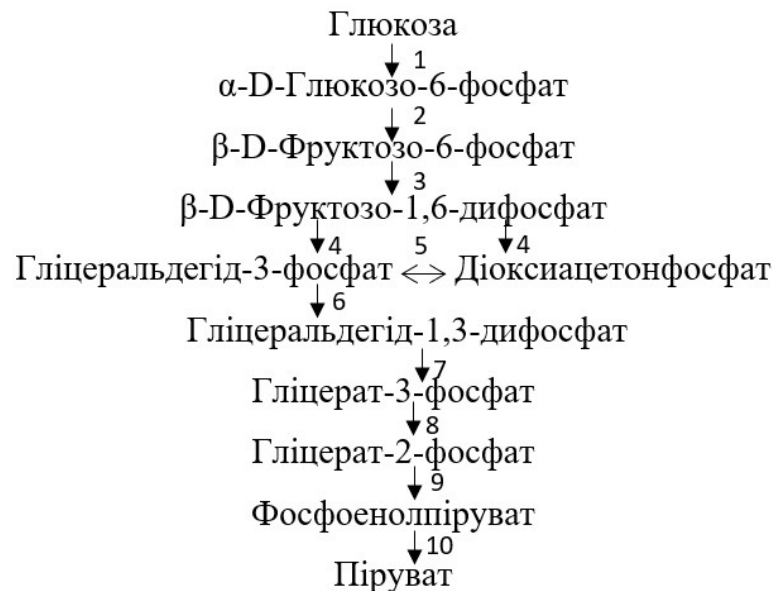 Глюкоза
1
α-D-Глюкозо-6-фосфат
2
β-D-Фруктозо-6-фосфат
3
β-D-Фруктозо-1,6-дифосфат
4 5 4
Гліцеральдегід-3-фосфат Діоксиацетонфосфат
6
Гліцеральдегід-1,3-дифосфат
7
Гліцерат-3-фосфат
8
Гліцерат-2-фосфат
9
Фосфоенолпіруват
10
Піруват